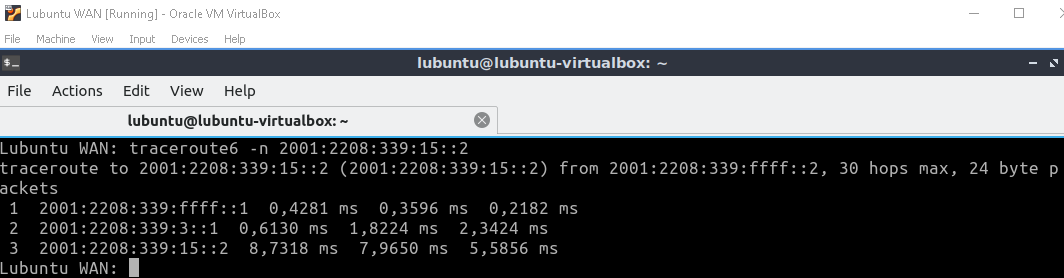 Lubuntu WAN [Running] - Oracle VM VirtualBox
File Machine View Input Devices Help
$_ lubuntu@lubuntu-virtualbox: ~
File Actions Edit View Help
lubuntu@lubuntu-virtualbox: ~
Lubuntu WAN: traceroute6 -n 2001:2208:339:15::2
traceroute to 2001:2208:339:15::2 (2001:2208:339:15::2) from 2001:2208:339:ffff::2, 30 hops max, 24 byte p
ackets
 1  2001:2208:339:ffff::1  0,4281 ms  0,3596 ms  0,2182 ms
 2  2001:2208:339:3::1  0,6130 ms  1,8224 ms  2,3424 ms
 3  2001:2208:339:15::2  8,7318 ms  7,9650 ms  5,5856 ms
Lubuntu WAN: